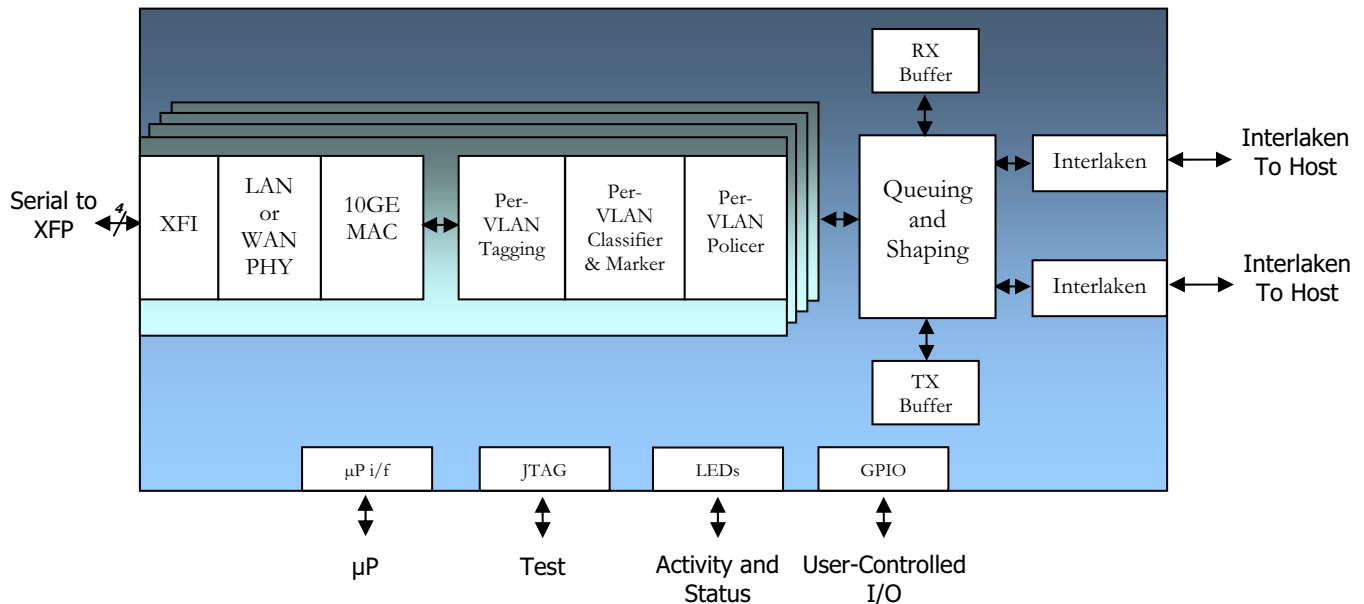 RX
Buffer
Serial to
XFP
4
XFI
LAN
or
WAN
PHY
10GE
MAC
Per-
VLAN
Tagging
Per-
VLAN
Classifier
& Marker
Per-
VLAN
Policer
Queuing
and
Shaping
Interlaken
Interlaken
To Host
Interlaken
Interlaken
To Host
TX
Buffer
µP i/f
JTAG
LEDs
GPIO
µP
Test
Activity and
Status
User-Controlled
I/O